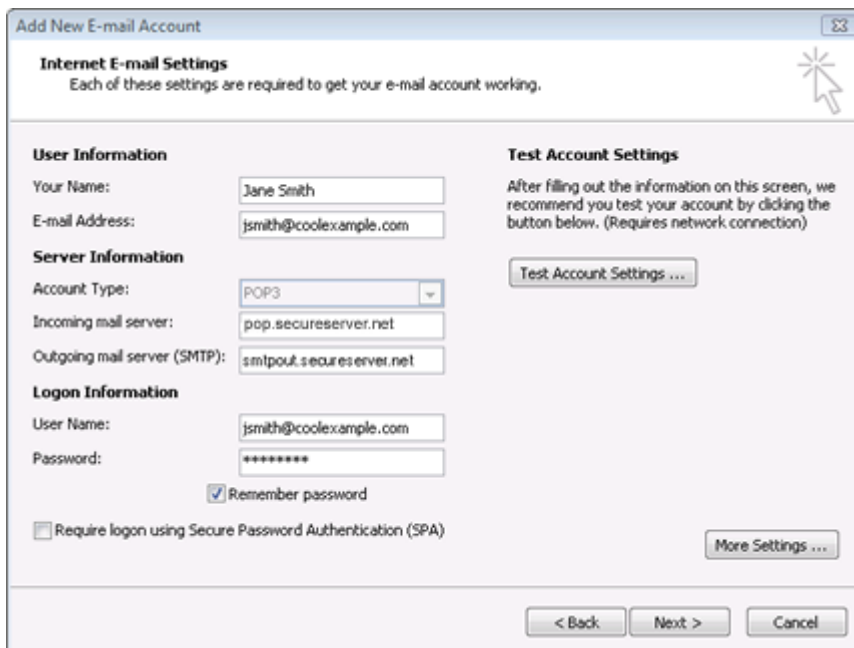 Add New E-mail Account
Internet E-mail Settings
Each of these settings are required to get your e-mail account working.
User Information
Your Name: Jane Smith
E-mail Address: jsmith@coolexample.com
Server Information
Account Type: POP3
Incoming mail server: pop.secureserver.net
Outgoing mail server (SMTP): smtpout.secureserver.net
Logon Information
User Name: jsmith@coolexample.com
Password: ********
Remember password
Require logon using Secure Password Authentication (SPA)
Test Account Settings
After filling out the information on this screen, we
recommend you test your account by clicking the
button below. (Requires network connection)
Test Account Settings ...
More Settings ...
< Back Next > Cancel